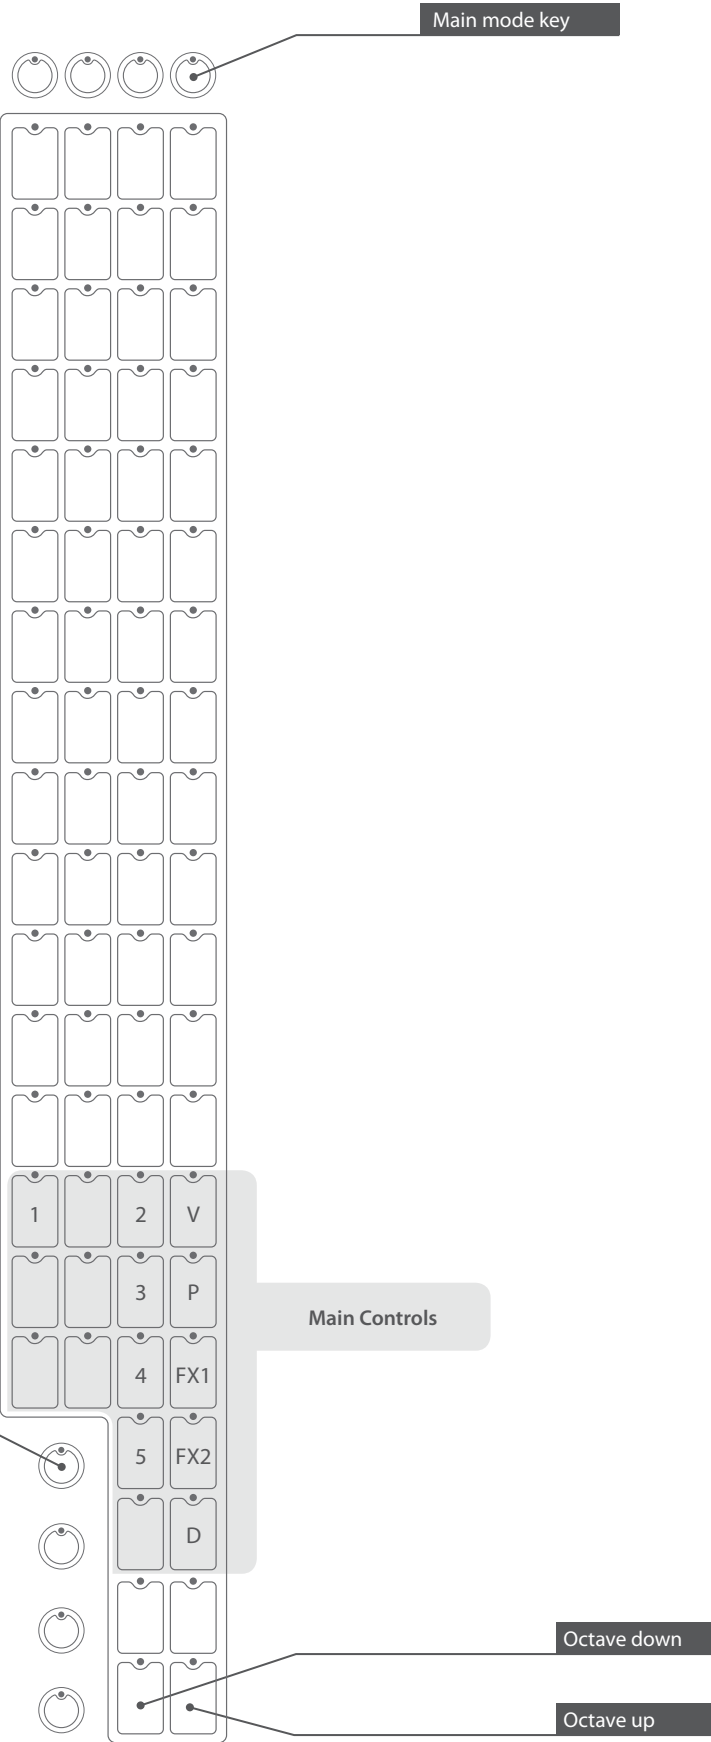 Main mode key
1 2 V
3 P
Main Controls
4 FX1
5 FX2
D
Octave down
Octave up